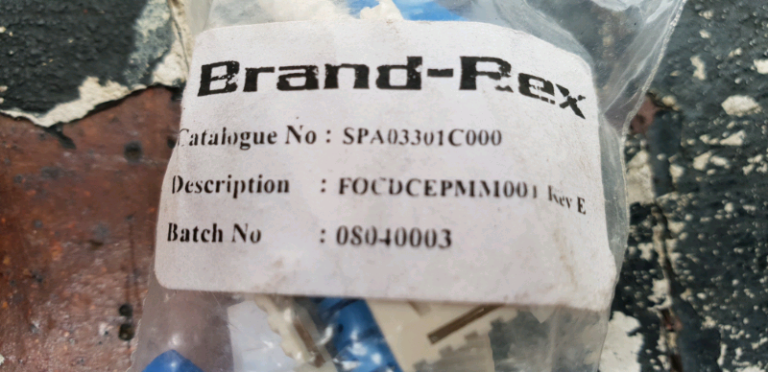 Brand-Rex
Catalogue No : SPA03301C000
Description : FOCDCEPMM001 Rev E
Batch No : 08040003